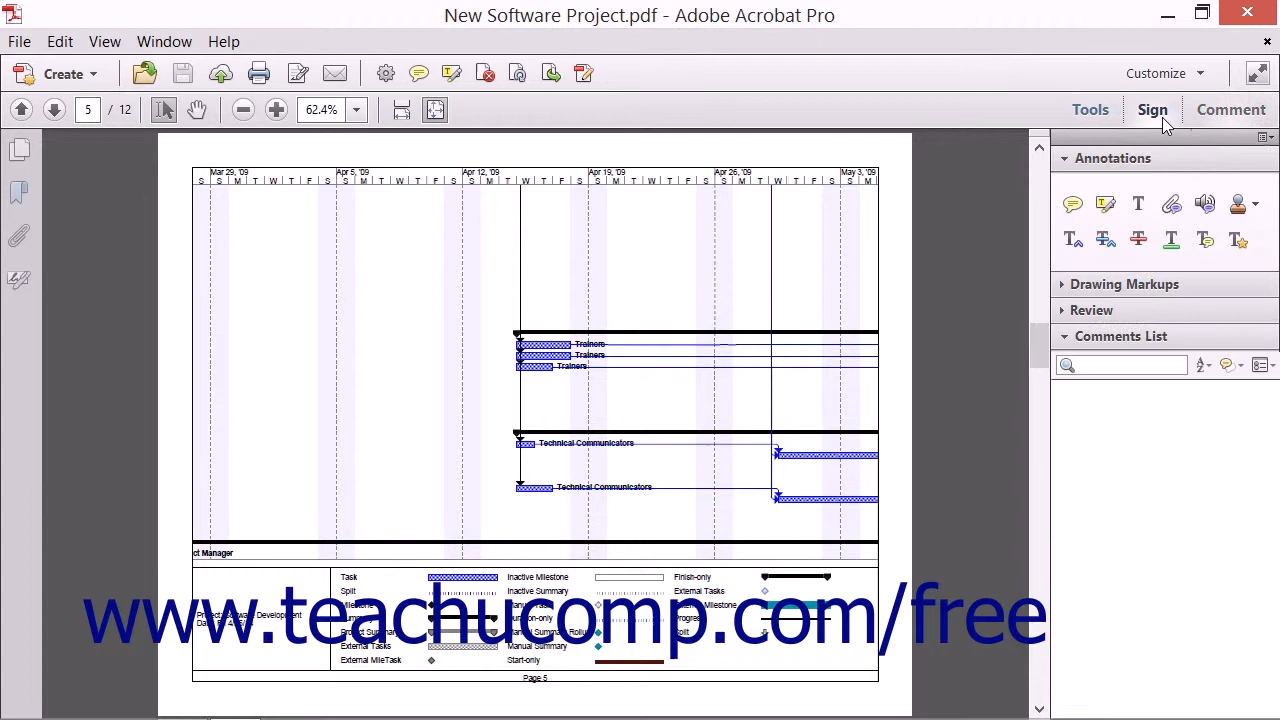 New Software Project.pdf - Adobe Acrobat Pro
File Edit View Window Help
Create Customize
5 / 12 62.4% Tools Sign Comment
Annotations
Drawing Markups
Review
Comments List
Mar 29, '09 Apr 5, '09 Apr 12, '09 Apr 19, '09 Apr 26, '09 May 3, '09
S S M T W T F S S M T W T F S S M T W T F S S M T W T F S S M T W T F S S M
Trainers
Trainers
Trainers
Technical Communicators
Technical Communicators
ct Manager
Task Inactive Milestone Finish-only
Split Inactive Summary External Tasks
Project Summary
External Tasks Manual Summary
External MileTask Start-only
www.teachucomp.com/free
Page 5